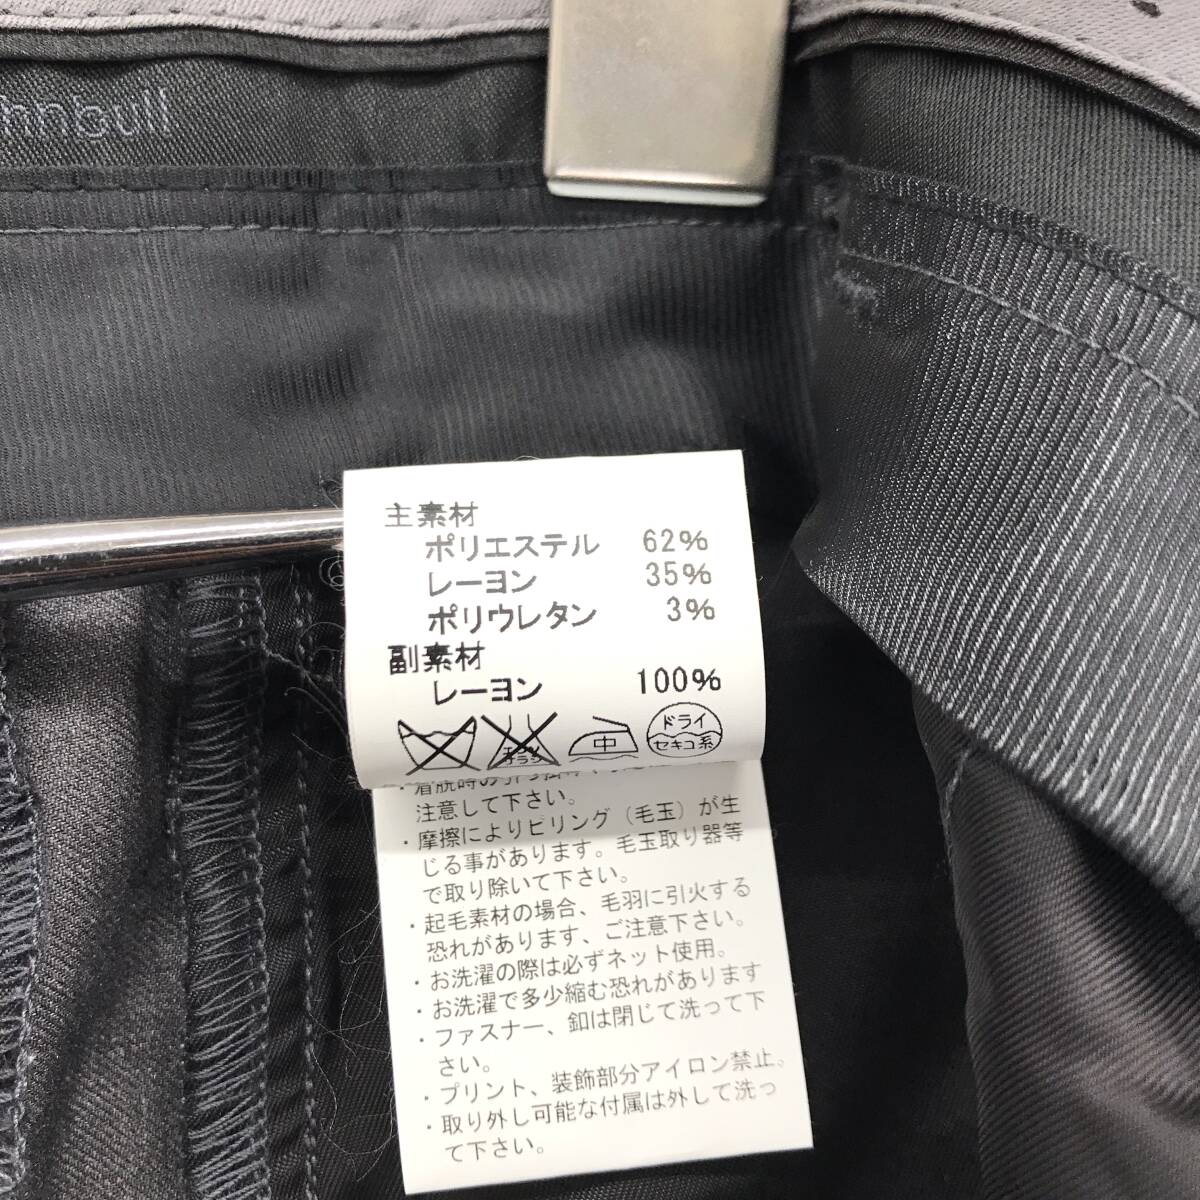 hnbull
主素材
ポリエステル 62%
レーヨン 35%
ポリウレタン 3%
副素材
レーヨン 100%
エンソ
チラシ
中
ドライ
セキユ系
注意して下さい。
・摩擦によりピリング（毛玉）が生
じる事があります。毛玉取り器等
で取り除いて下さい。
・起毛素材の場合、毛羽に引火する
恐れがあります、ご注意下さい。
・お洗濯の際は必ずネット使用。
・お洗濯で多少縮む恐れがあります
・ファスナー、釦は閉じて洗って下
さい。
・プリント、装飾部分アイロン禁止。
・取り外し可能な付属は外して洗っ
て下さい。